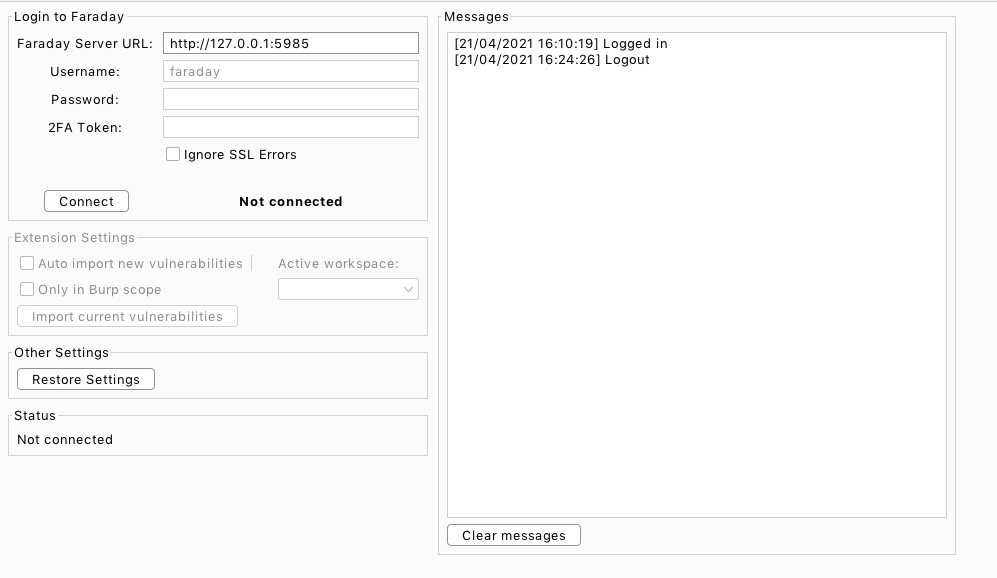 Login to Faraday
Faraday Server URL: http://127.0.0.1:5985
Username: faraday
Password:
2FA Token:
Ignore SSL Errors
Connect Not connected
Extension Settings
Auto import new vulnerabilities Active workspace:
Only in Burp scope
Import current vulnerabilities
Other Settings
Restore Settings
Status
Not connected
Messages
[21/04/2021 16:10:19] Logged in
[21/04/2021 16:24:26] Logout
Clear messages